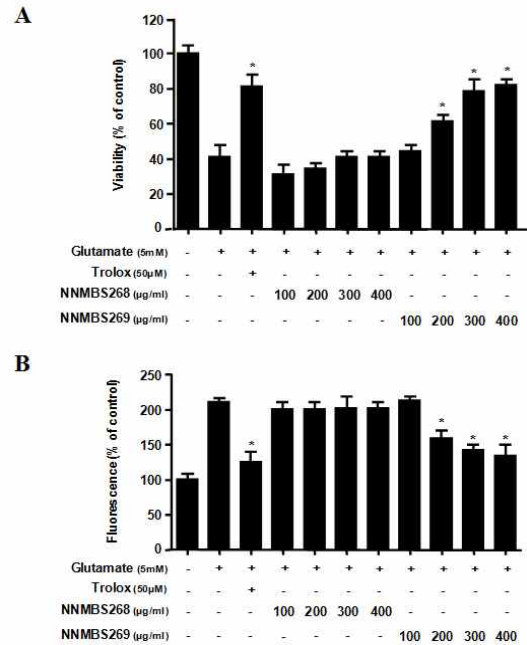 A
120
100
80
60
40
20
0
Viability (% of control)
* * * *
Glutamate (5mM) - + + + + + + + + + +
Trolox (50μM) - - + - - - - - - - -
NNMBS268 (μg/ml) - - - 100 200 300 400 - - - -
NNMBS269 (μg/ml) - - - - - - - 100 200 300 400
B
250
200
150
100
50
0
Fluorescence (% of control)
* * * *
Glutamate (5mM) - + + + + + + + + + +
Trolox (50μM) - - + - - - - - - - -
NNMBS268 (μg/ml) - - - 100 200 300 400 - - - -
NNMBS269 (μg/ml) - - - - - - - 100 200 300 400